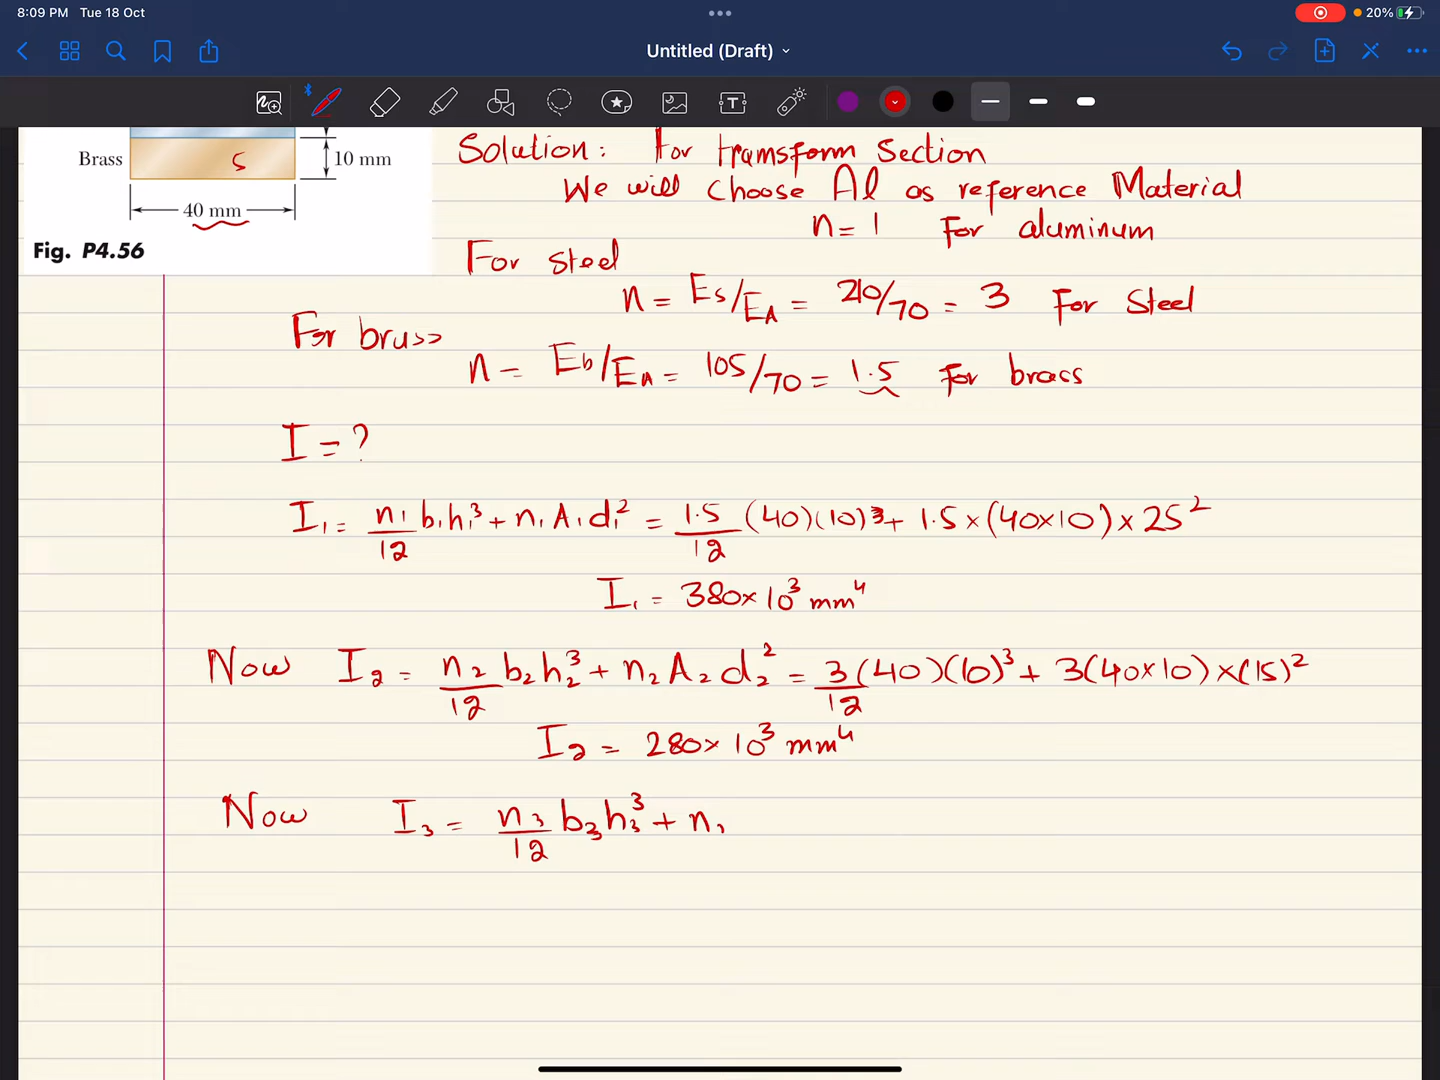 8:09 PM Tue 18 Oct
20%
Untitled (Draft)
Brass
5
10 mm
40 mm
Fig. P4.56
Solution: For transform Section
We will choose Al as reference Material
n = 1 For aluminum
For steel
n = Es/EA = 210/70 = 3 For Steel
For brass
n = Eb/EA = 105/70 = 1.5 For brass
I = ?
I₁ = n₁/12 b₁h₁³ + n₁A₁d₁² = 1.5/12 (40)(10)³ + 1.5×(40×10)×25²
I₁ = 380×10³ mm⁴
Now I₂ = n₂/12 b₂h₂³ + n₂A₂d₂² = 3/12 (40)(10)³ + 3(40×10)×(15)²
I₂ = 280×10³ mm⁴
Now I₃ = n₃/12 b₃h₃³ + n₃